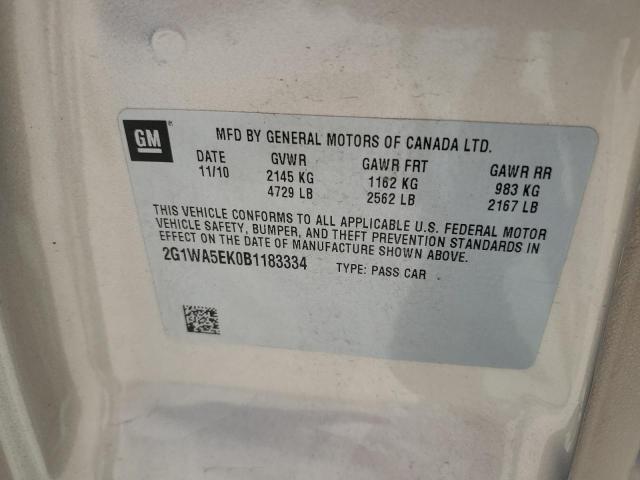 GM
MFD BY GENERAL MOTORS OF CANADA LTD.
DATE GVWR GAWR FRT GAWR RR
11/10 2145 KG 1162 KG 983 KG
4729 LB 2562 LB 2167 LB
THIS VEHICLE CONFORMS TO ALL APPLICABLE U.S. FEDERAL MOTOR
VEHICLE SAFETY, BUMPER, AND THEFT PREVENTION STANDARDS IN
EFFECT ON THE DATE OF MANUFACTURE SHOWN ABOVE.
2G1WA5EK0B1183334 TYPE: PASS CAR